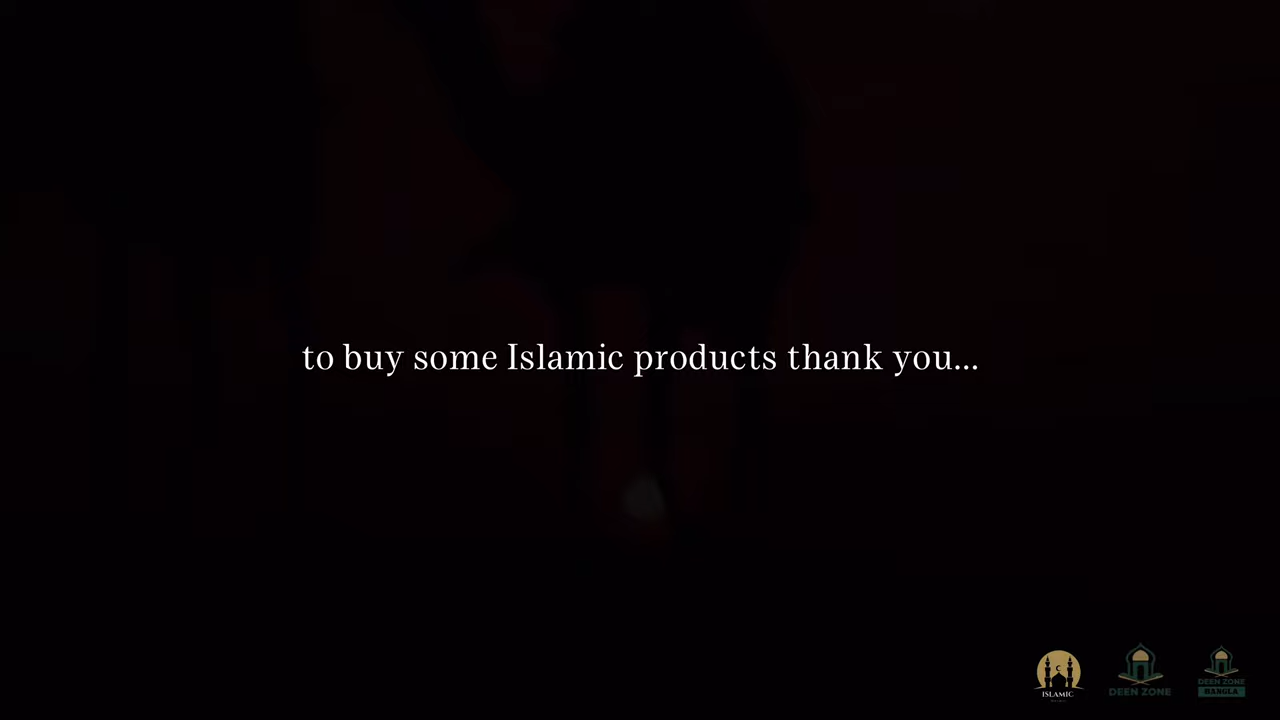 to buy some Islamic products thank you...
ISLAMIC
DEEN ZONE
DEEN ZONE
BANGLA